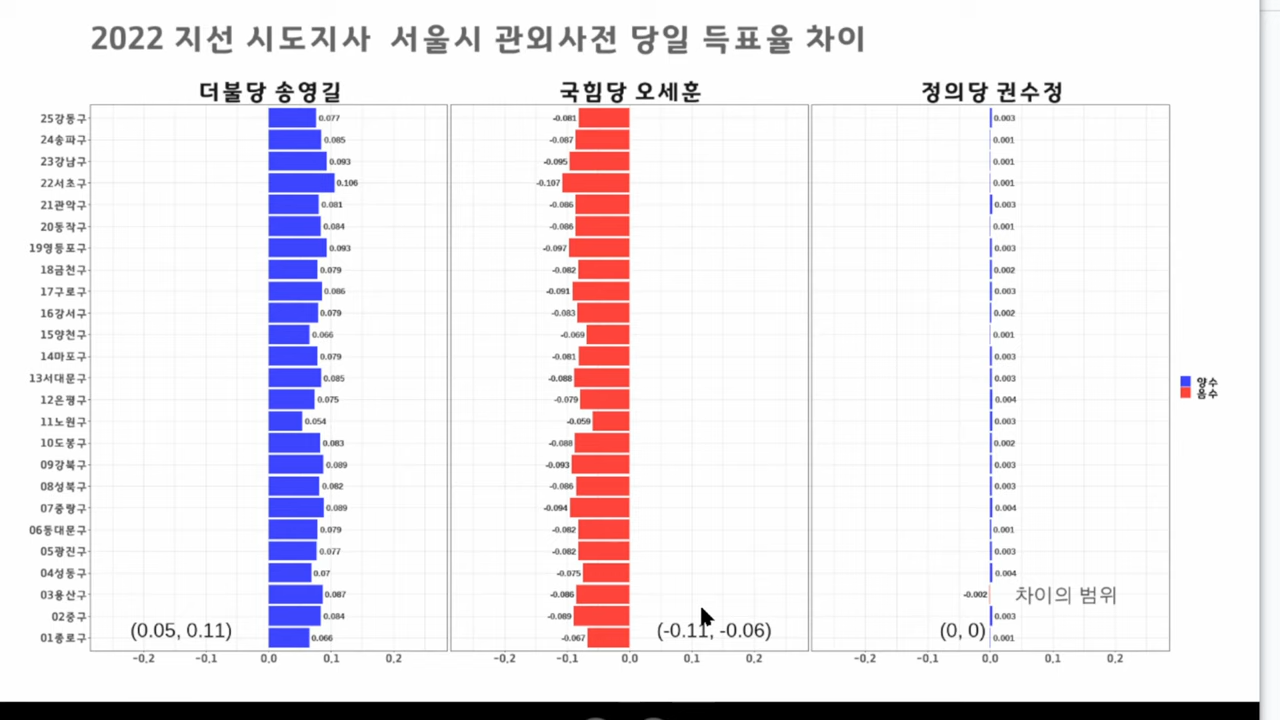 2022 지선 시도지사 서울시 관외사전 당일 득표율 차이
더불당 송영길 국힘당 오세훈 정의당 권수정
25강동구 0.077 -0.081 0.003
24송파구 0.085 -0.087 0.001
23강남구 0.093 -0.095 0.001
22서초구 0.106 -0.107 0.001
21관악구 0.081 -0.086 0.003
20동작구 0.084 -0.086 0.001
19영등포구 0.093 -0.097 0.003
18금천구 0.079 -0.082 0.002
17구로구 0.086 -0.091 0.003
16강서구 0.079 -0.083 0.002
15양천구 0.066 -0.069 0.001
14마포구 0.079 -0.081 0.003
13서대문구 0.085 -0.088 0.003
12은평구 0.075 -0.079 0.004
11노원구 0.054 -0.059 0.003
10도봉구 0.083 -0.088 0.002
09강북구 0.089 -0.093 0.003
08성북구 0.082 -0.086 0.003
07중랑구 0.089 -0.094 0.004
06동대문구 0.079 -0.082 0.001
05광진구 0.077 -0.082 0.003
04성동구 0.07 -0.075 0.004
03용산구 0.087 -0.086 -0.002 차이의 범위
02중구 0.084 -0.089 0.003
01종로구 (0.05, 0.11) 0.066 -0.067 (-0.11, -0.06) (0, 0) 0.001
-0.2 -0.1 0.0 0.1 0.2 -0.2 -0.1 0.0 0.1 0.2 -0.2 -0.1 0.0 0.1 0.2
양수
음수